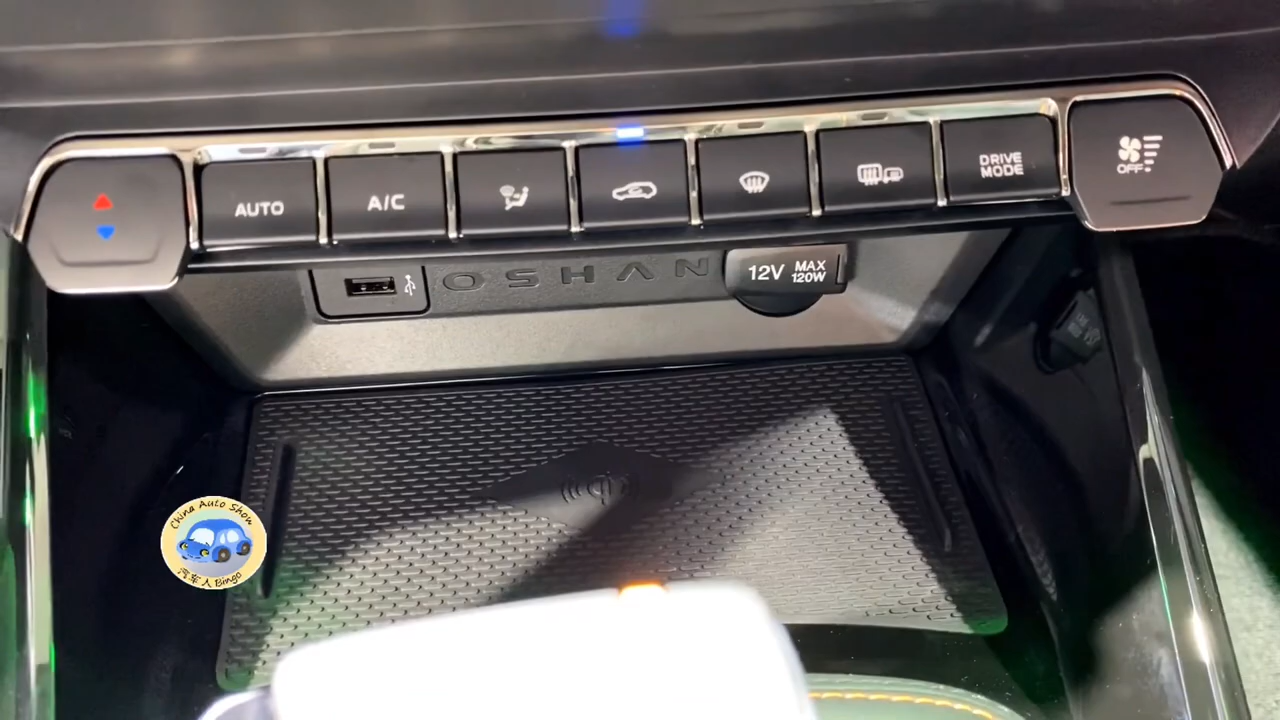 AUTO
A/C
DRIVE
MODE
OFF
OSHAN
12V MAX
120W
China Auto Show
汽车人Bingo